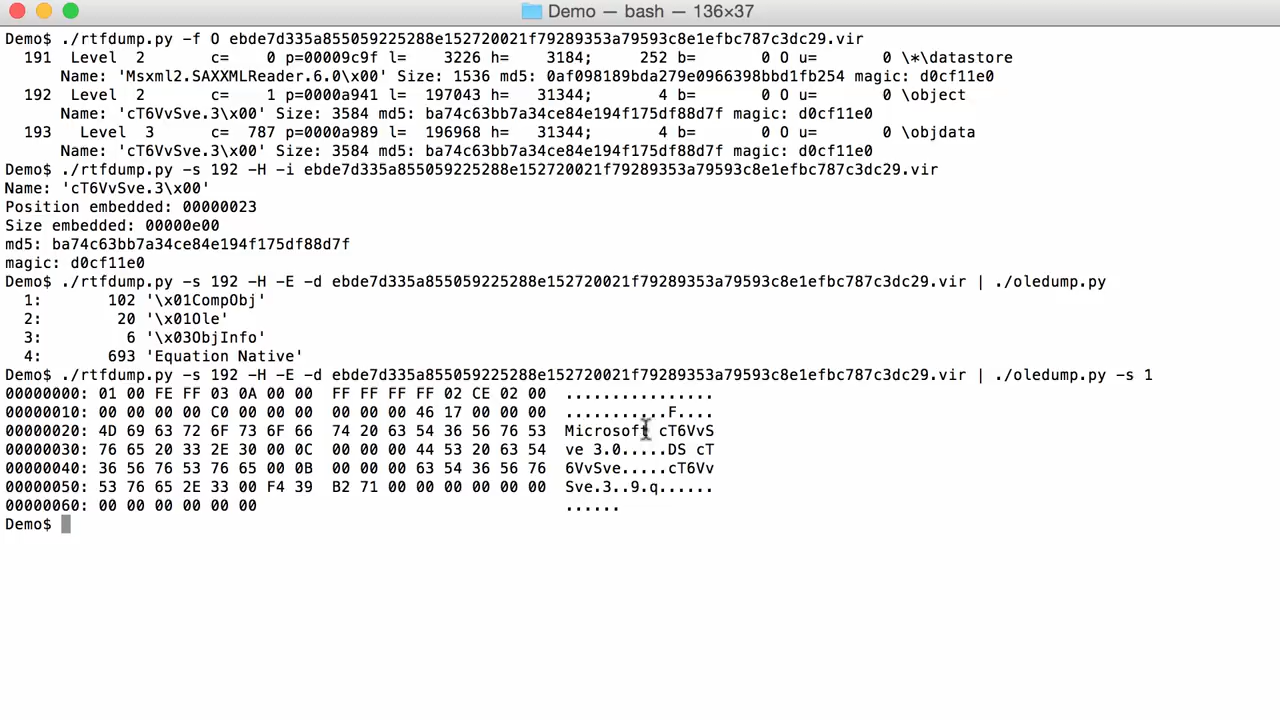 Demo — bash — 136×37
Demo$ ./rtfdump.py -f O ebde7d335a855059225288e152720021f79289353a79593c8e1efbc787c3dc29.vir
191 Level 2 c= 0 p=00009c9f l= 3226 h= 3184; 252 b= 0 O u= 0 \*\datastore
Name: 'Msxml2.SAXXMLReader.6.0\x00' Size: 1536 md5: 0af098189bda279e0966398bbd1fb254 magic: d0cf11e0
192 Level 2 c= 1 p=0000a941 l= 197043 h= 31344; 4 b= 0 O u= 0 \object
Name: 'cT6VvSve.3\x00' Size: 3584 md5: ba74c63bb7a34ce84e194f175df88d7f magic: d0cf11e0
193 Level 3 c= 787 p=0000a989 l= 196968 h= 31344; 4 b= 0 O u= 0 \objdata
Name: 'cT6VvSve.3\x00' Size: 3584 md5: ba74c63bb7a34ce84e194f175df88d7f magic: d0cf11e0
Demo$ ./rtfdump.py -s 192 -H -i ebde7d335a855059225288e152720021f79289353a79593c8e1efbc787c3dc29.vir
Name: 'cT6VvSve.3\x00'
Position embedded: 00000023
Size embedded: 00000e00
md5: ba74c63bb7a34ce84e194f175df88d7f
magic: d0cf11e0
Demo$ ./rtfdump.py -s 192 -H -E -d ebde7d335a855059225288e152720021f79289353a79593c8e1efbc787c3dc29.vir | ./oledump.py
1: 102 '\x01CompObj'
2: 20 '\x01Ole'
3: 6 '\x03ObjInfo'
4: 693 'Equation Native'
Demo$ ./rtfdump.py -s 192 -H -E -d ebde7d335a855059225288e152720021f79289353a79593c8e1efbc787c3dc29.vir | ./oledump.py -s 1
00000000: 01 00 FE FF 03 0A 00 00 FF FF FF FF 02 CE 02 00 ................
00000010: 00 00 00 00 C0 00 00 00 00 00 00 46 17 00 00 00 ...........F....
00000020: 4D 69 63 72 6F 73 6F 66 74 20 63 54 36 56 76 53 Microsoft cT6VvS
00000030: 76 65 20 33 2E 30 00 0C 00 00 00 44 53 20 63 54 ve 3.0.....DS cT
00000040: 36 56 76 53 76 65 00 0B 00 00 00 63 54 36 56 76 6VvSve.....cT6Vv
00000050: 53 76 65 2E 33 00 F4 39 B2 71 00 00 00 00 00 00 Sve.3..9.q......
00000060: 00 00 00 00 00 00 ......
Demo$